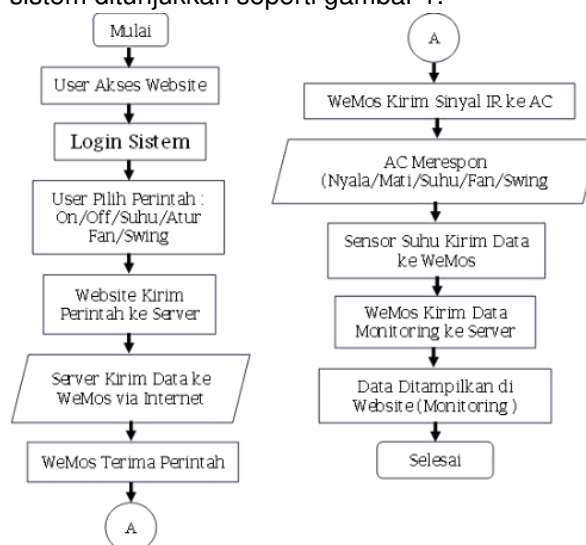 sistem ditunjukkan seperti gambar 1.
Mulai
User Akses Website
Login Sistem
User Pilih Perintah :
On/Off/Suhu/Atur
Fan/Swing
Website Kirim
Perintah ke Server
Server Kirim Data ke
WeMos via Internet
WeMos Terima Perintah
A
A
WeMos Kirim Sinyal IR ke AC
AC Merespon
(Nyala/Mati/Suhu/Fan/Swing
Sensor Suhu Kirim Data
ke WeMos
WeMos Kirim Data
Monitoring ke Server
Data Ditampilkan di
Website (Monitoring )
Selesai